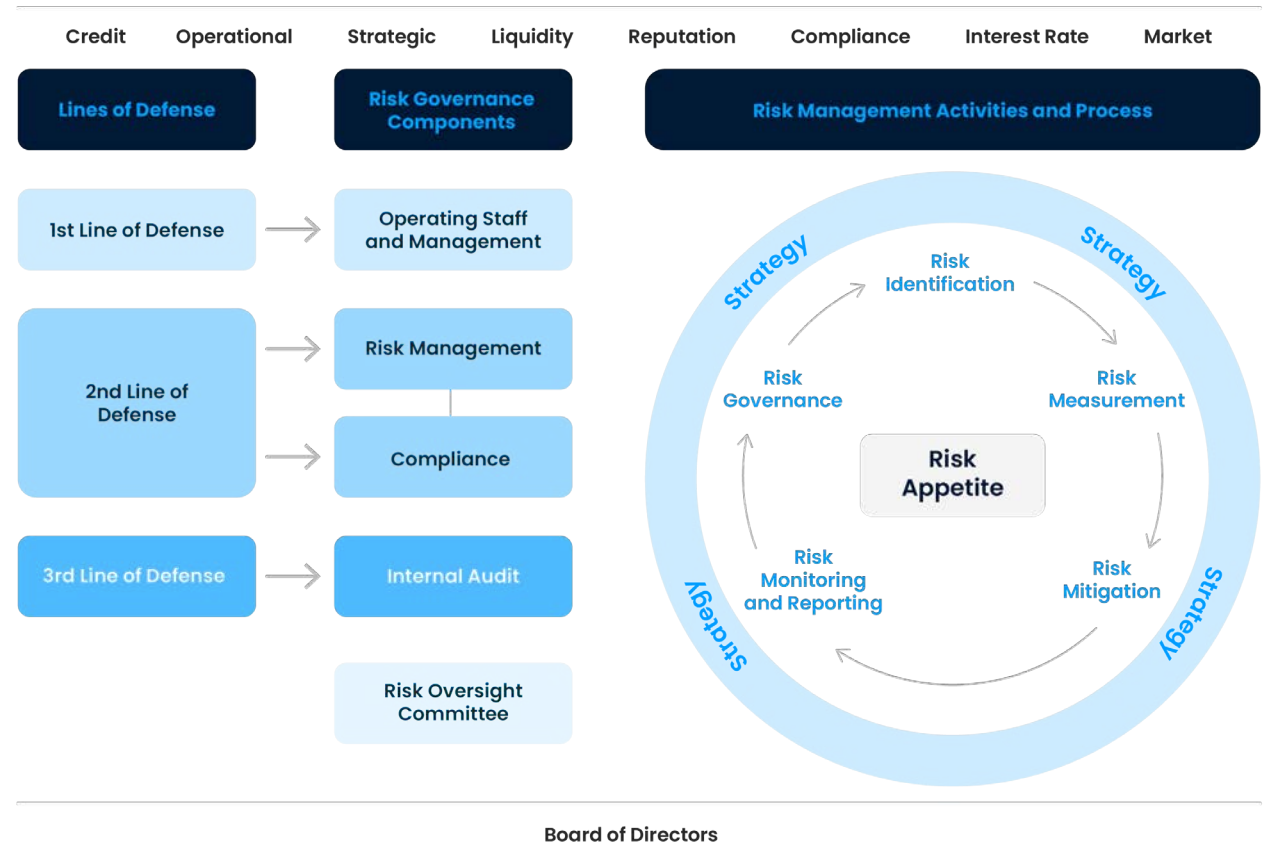 Credit Operational Strategic Liquidity Reputation Compliance Interest Rate Market
Lines of Defense
Risk Governance
Components
Risk Management Activities and Process
1st Line of Defense
Operating Staff
and Management
2nd Line of
Defense
Risk Management
Compliance
3rd Line of Defense
Internal Audit
Risk Oversight
Committee
Strategy
Strategy
Strategy
Strategy
Risk
Identification
Risk
Measurement
Risk
Mitigation
Risk
Monitoring
and Reporting
Risk
Governance
Risk
Appetite
Board of Directors